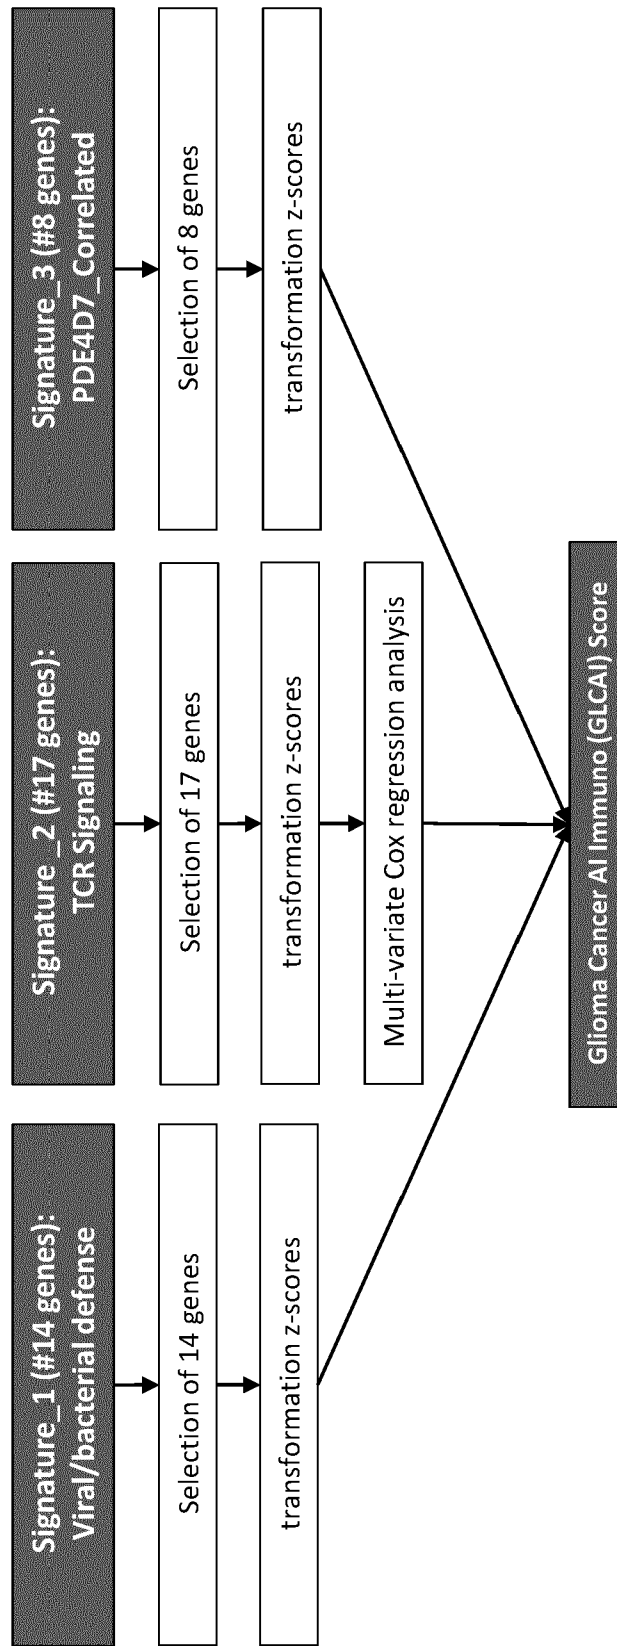 Signature_1 (#14 genes):
Viral/bacterial defense
Selection of 14 genes
transformation z-scores
Signature_2 (#17 genes):
TCR Signaling
Selection of 17 genes
transformation z-scores
Multi-variate Cox regression analysis
Signature_3 (#8 genes):
PDE4D7_Correlated
Selection of 8 genes
transformation z-scores
Glioma Cancer AI Immuno (GLCAI) Score